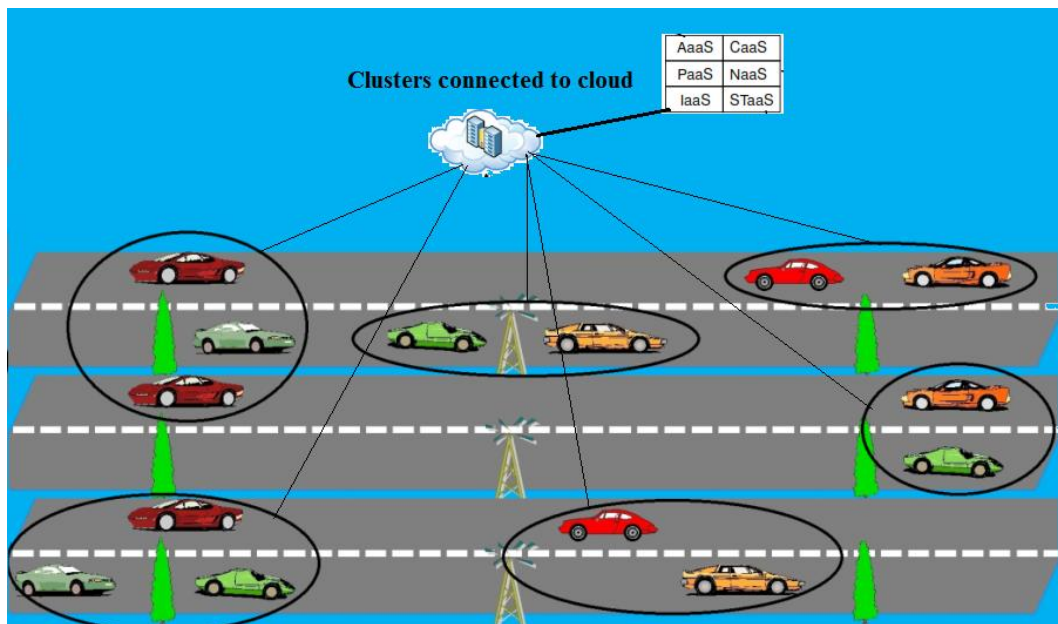 AaaS CaaS
Clusters connected to cloud
PaaS NaaS
IaaS STaaS